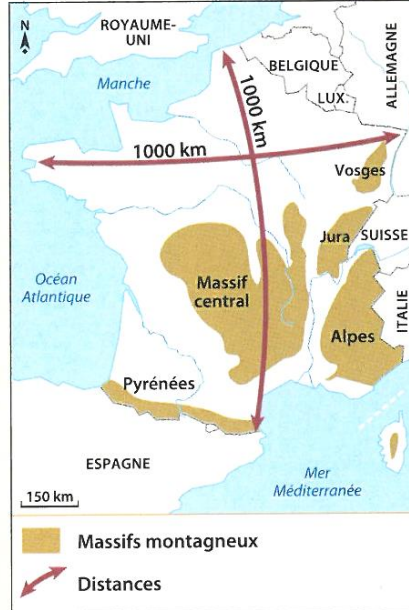 N
ROYAUME-
UNI
ALLEMAGNE
Manche
BELGIQUE
LUX.
1000 km
1000 km
Vosges
Jura
SUISSE
Océan
Atlantique
Massif
central
Alpes
ITALIE
Pyrénées
ESPAGNE
Mer
Méditerranée
150 km
Massifs montagneux
Distances